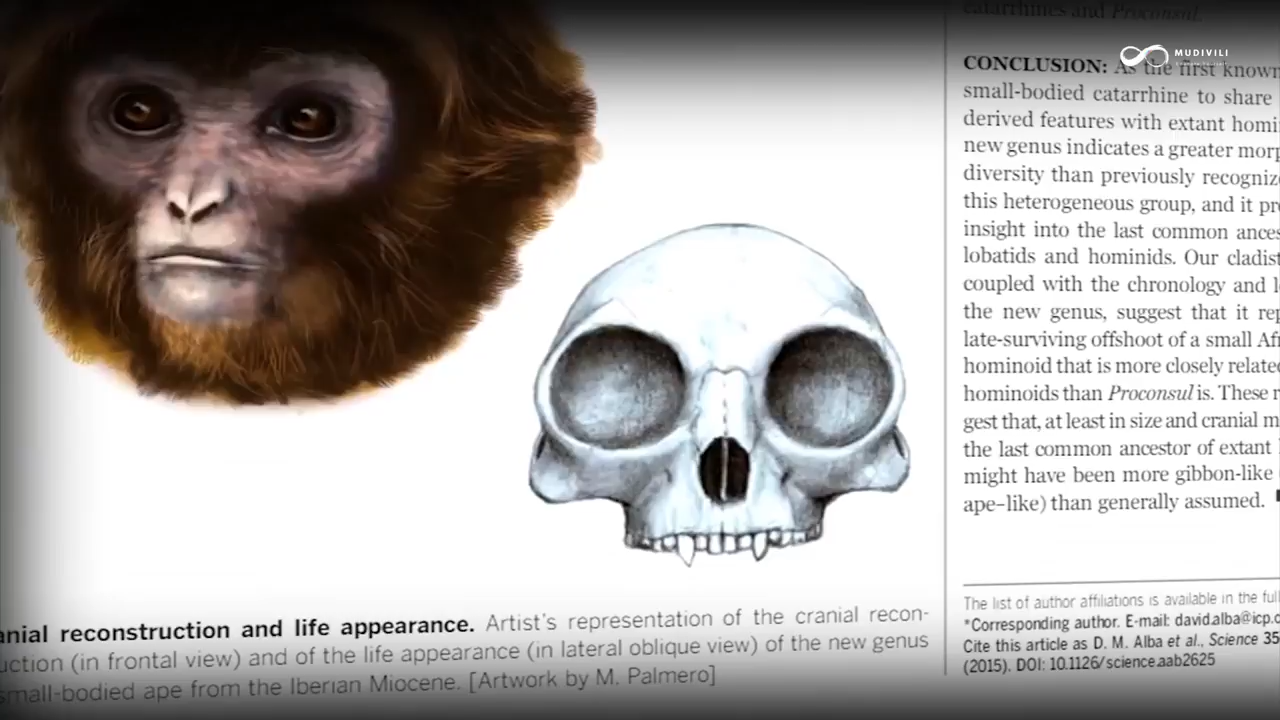 MUDIVILI
catarrhines and Proconsul.
CONCLUSION: As the first known
small-bodied catarrhine to share
derived features with extant homi
new genus indicates a greater morp
diversity than previously recogniz
this heterogeneous group, and it pr
insight into the last common ances
lobatids and hominids. Our cladist
coupled with the chronology and l
the new genus, suggest that it rep
late-surviving offshoot of a small Afr
hominoid that is more closely related
hominoids than Proconsul is. These r
gest that, at least in size and cranial m
the last common ancestor of extant
might have been more gibbon-like
ape–like) than generally assumed.
The list of author affiliations is available in the full
*Corresponding author. E-mail: david.alba@icp.c
Cite this article as D. M. Alba et al., Science 35
(2015). DOI: 10.1126/science.aab2625
anial reconstruction and life appearance. Artist's representation of the cranial recon-
uction (in frontal view) and of the life appearance (in lateral oblique view) of the new genus
small-bodied ape from the Iberian Miocene. [Artwork by M. Palmero]